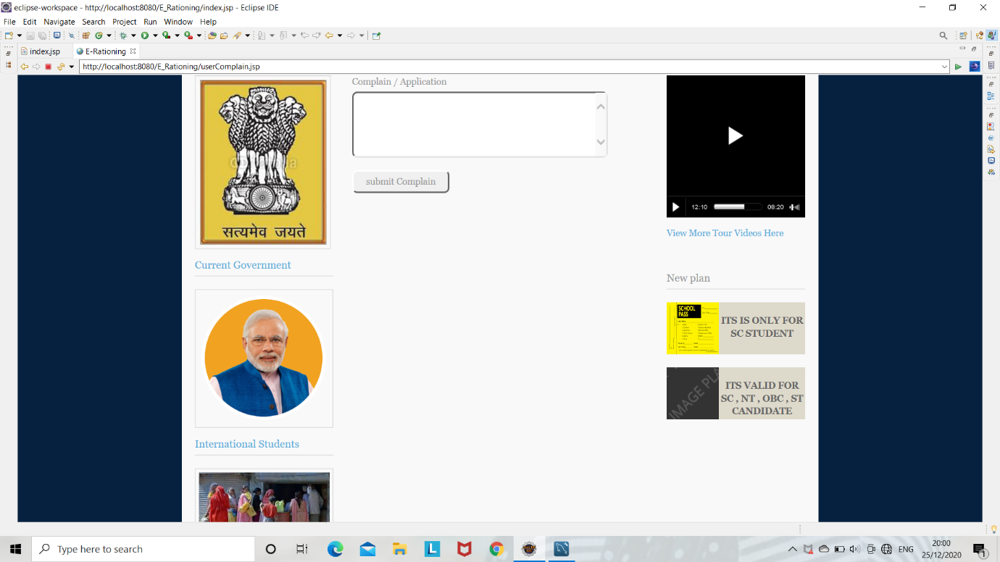 eclipse-workspace - http://localhost:8080/E_Rationing/index.jsp - Eclipse IDE
File Edit Navigate Search Project Run Window Help
index.jsp
E-Rationing
http://localhost:8080/E_Rationing/userComplain.jsp
सत्यमेव जयते
Current Government
International Students
Complain / Application
submit Complain
12:10
08:20
View More Tour Videos Here
New plan
SCHOOL
PASS
ITS IS ONLY FOR
SC STUDENT
IMAGE PLA
ITS VALID FOR
SC , NT , OBC , ST
CANDIDATE
Type here to search
L
ENG
20:00
25/12/2020
1